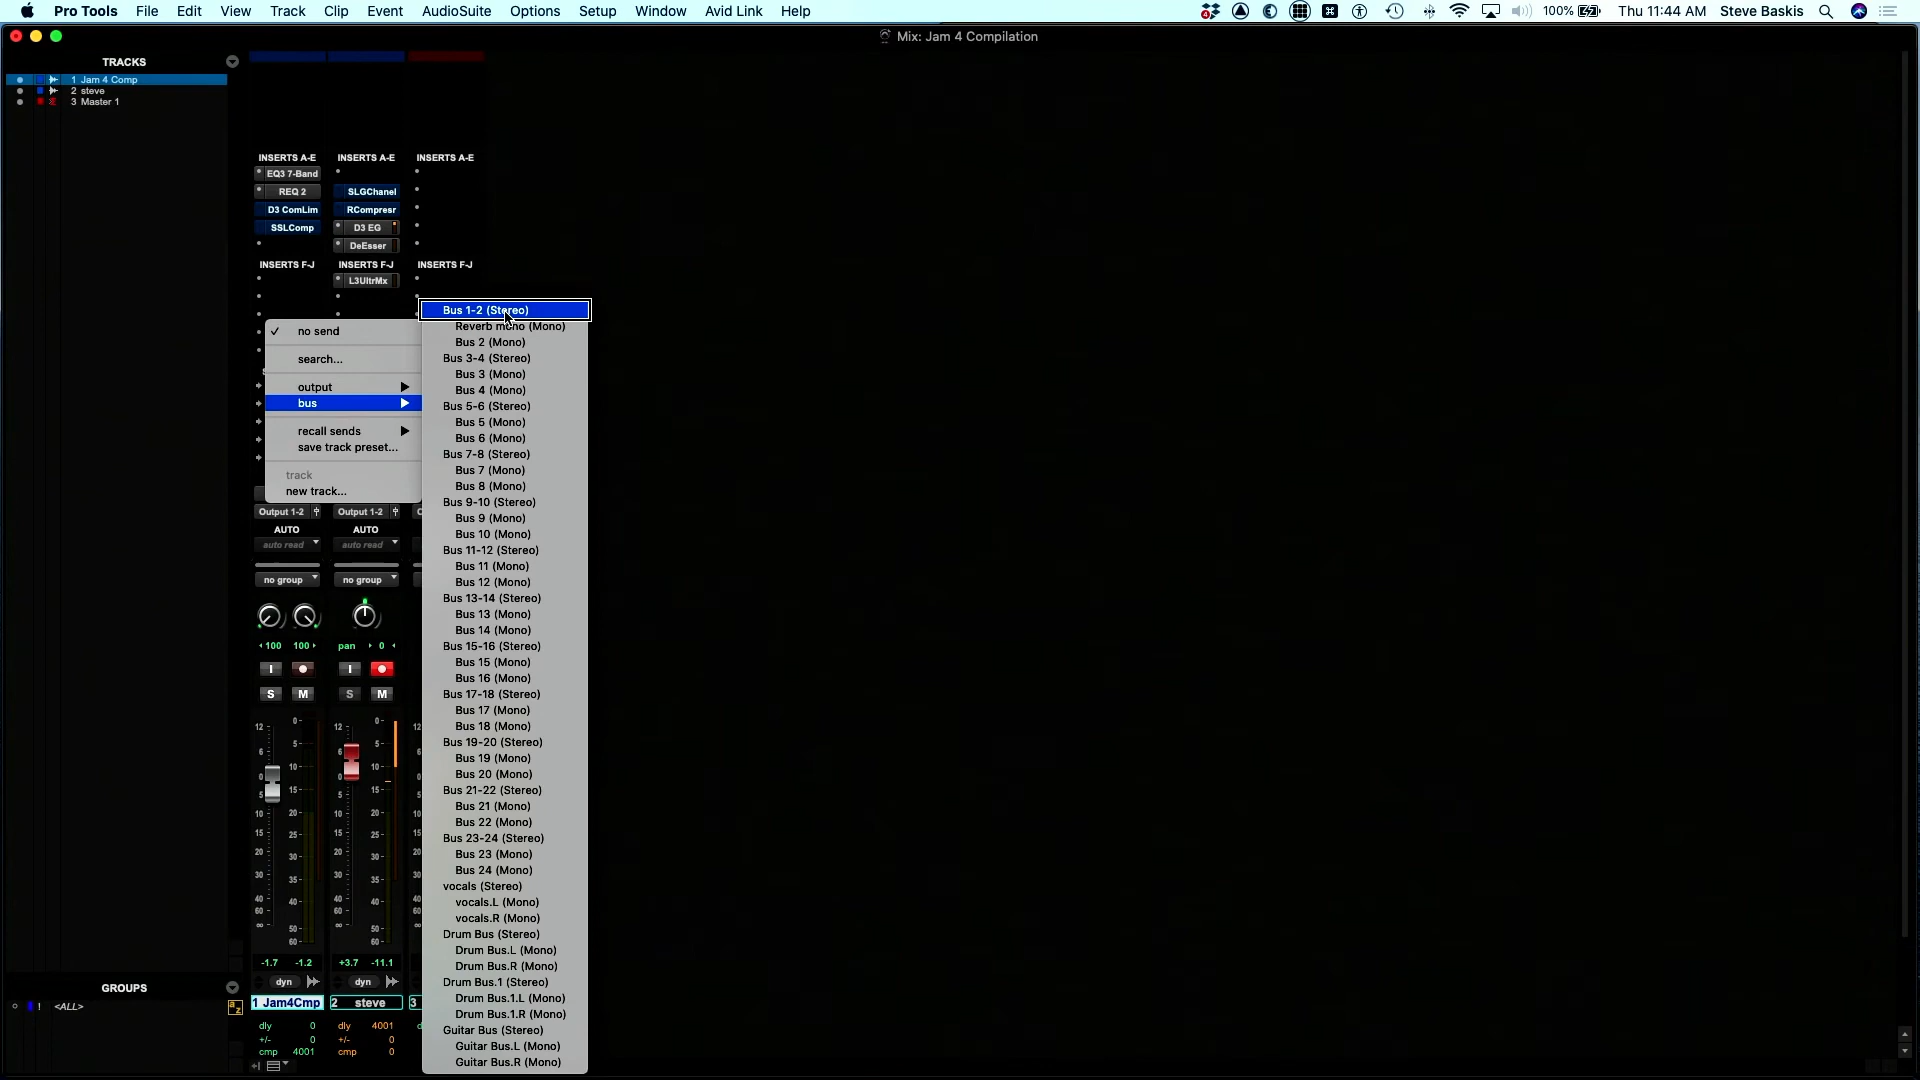 Pro Tools File Edit View Track Clip Event AudioSuite Options Setup Window Avid Link Help 100% Thu 11:44 AM Steve Baskis
Mix: Jam 4 Compilation
TRACKS
1 Jam 4 Comp
2 steve
3 Master 1
INSERTS A-E INSERTS A-E INSERTS A-E
EQ3 7-Band
REQ 2 SLGChanel
D3 ComLim RCompresr
SSLComp D3 EG
DeEsser
INSERTS F-J INSERTS F-J INSERTS F-J
L3UltrMx
no send
search...
output
bus
recall sends
save track preset...
track
new track...
Bus 1-2 (Stereo)
Reverb mono (Mono)
Bus 2 (Mono)
Bus 3-4 (Stereo)
Bus 3 (Mono)
Bus 4 (Mono)
Bus 5-6 (Stereo)
Bus 5 (Mono)
Bus 6 (Mono)
Bus 7-8 (Stereo)
Bus 7 (Mono)
Bus 8 (Mono)
Bus 9-10 (Stereo)
Bus 9 (Mono)
Bus 10 (Mono)
Bus 11-12 (Stereo)
Bus 11 (Mono)
Bus 12 (Mono)
Bus 13-14 (Stereo)
Bus 13 (Mono)
Bus 14 (Mono)
Bus 15-16 (Stereo)
Bus 15 (Mono)
Bus 16 (Mono)
Bus 17-18 (Stereo)
Bus 17 (Mono)
Bus 18 (Mono)
Bus 19-20 (Stereo)
Bus 19 (Mono)
Bus 20 (Mono)
Bus 21-22 (Stereo)
Bus 21 (Mono)
Bus 22 (Mono)
Bus 23-24 (Stereo)
Bus 23 (Mono)
Bus 24 (Mono)
vocals (Stereo)
vocals.L (Mono)
vocals.R (Mono)
Drum Bus (Stereo)
Drum Bus.L (Mono)
Drum Bus.R (Mono)
Drum Bus.1 (Stereo)
Drum Bus.1.L (Mono)
Drum Bus.1.R (Mono)
Guitar Bus (Stereo)
Guitar Bus.L (Mono)
Guitar Bus.R (Mono)
Output 1-2 Output 1-2
AUTO AUTO
auto read auto read
no group no group
100 100 pan 0
I I
S M S M
-1.7 -1.2 +3.7 -11.1
dyn dyn
1 Jam4Cmp 2 steve 3
dly 0 dly 4001 d
+/- 0 +/- 0
cmp 4001 cmp 0
GROUPS
1 <ALL>
a z